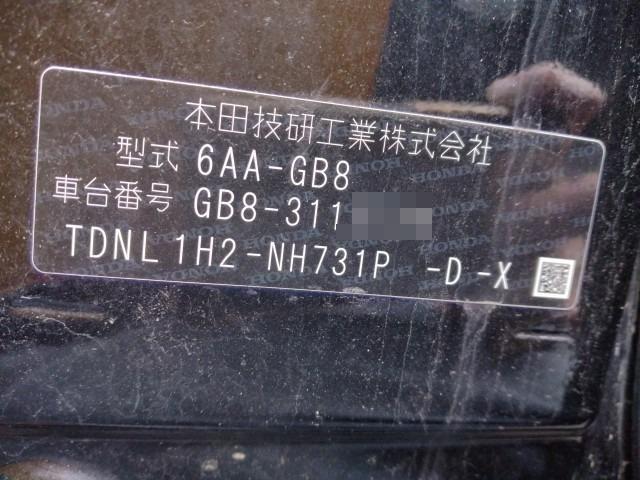 本田技研工業株式会社
型式 6AA-GB8
車台番号 GB8-311
TDNL1H2-NH731P -D-X